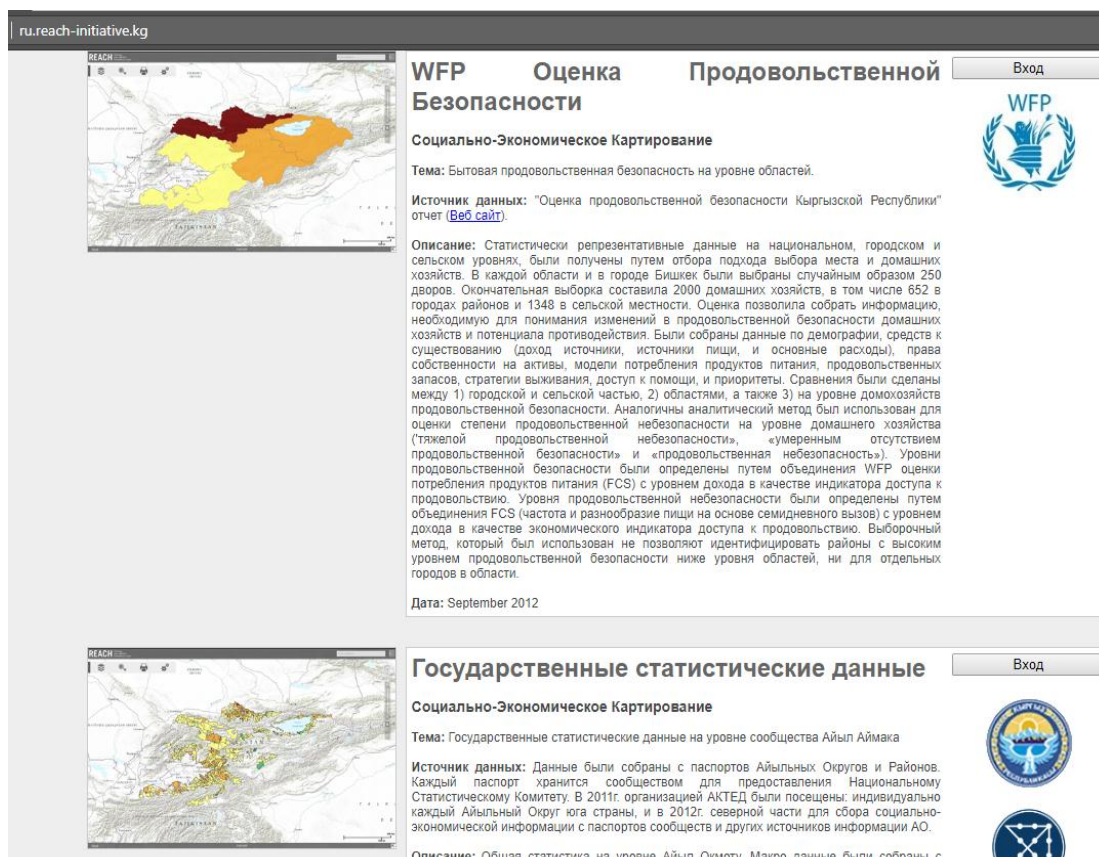 ru.reach-initiative.kg
REACH
WFP Оценка Продовольственной
Безопасности
Вход
WFP
Социально-Экономическое Картирование
Тема: Бытовая продовольственная безопасность на уровне областей.
Источник данных: "Оценка продовольственной безопасности Кыргызской Республики"
отчет (Веб сайт).
Описание: Статистически репрезентативные данные на национальном, городском и
сельском уровнях, были получены путем отбора подхода выбора места и домашних
хозяйств. В каждой области и в городе Бишкек были выбраны случайным образом 250
дворов. Окончательная выборка составила 2000 домашних хозяйств, в том числе 652 в
городах районов и 1348 в сельской местности. Оценка позволила собрать информацию,
необходимую для понимания изменений в продовольственной безопасности домашних
хозяйств и потенциала противодействия. Были собраны данные по демографии, средств к
существованию (доход источники, источники пищи, и основные расходы), права
собственности на активы, модели потребления продуктов питания, продовольственных
запасов, стратегии выживания, доступ к помощи, и приоритеты. Сравнения были сделаны
между 1) городской и сельской частью, 2) областями, а также 3) на уровне домохозяйств
продовольственной безопасности. Аналогичны аналитический метод был использован для
оценки степени продовольственной небезопасности на уровне домашнего хозяйства
('тяжелой продовольственной небезопасности», «умеренным отсутствием
продовольственной безопасности» и «продовольственная небезопасность»). Уровни
продовольственной безопасности были определены путем объединения WFP оценки
потребления продуктов питания (FCS) с уровнем дохода в качестве индикатора доступа к
продовольствию. Уровня продовольственной небезопасности были определены путем
объединения FCS (частота и разнообразие пищи на основе семидневного вызов) с уровнем
дохода в качестве экономического индикатора доступа к продовольствию. Выборочный
метод, который был использован не позволяют идентифицировать районы с высоким
уровнем продовольственной безопасности ниже уровня областей, ни для отдельных
городов в области.
Дата: September 2012
REACH
Государственные статистические данные
Вход
Социально-Экономическое Картирование
Тема: Государственные статистические данные на уровне сообщества Айыл Аймака
Источник данных: Данные были собраны с паспортов Айыльных Округов и Районов.
Каждый паспорт хранится сообществом для предоставления Национальному
Статистическому Комитету. В 2011г. организацией АКТЕД были посещены: индивидуально
каждый Айыльный Округ юга страны, и в 2012г. северной части для сбора социально-
экономической информации с паспортов сообществ и других источников информации АО.
Описание: Общая статистика на уровне Айыл Окмоту. Макро данные были собраны с